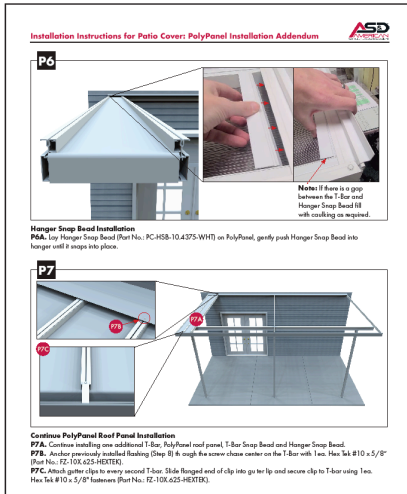 Installation Instructions for Patio Cover: PolyPanel Installation Addendum
ASD
AMERICAN
P6
Note: If there is a gap
between the T-Bar and
Hanger Snap Bead fill
with caulking as required.
Hanger Snap Bead Installation
P6A. Lay Hanger Snap Bead (Part No.: PC-HSB-10.4375-WHT) on PolyPanel, gently push Hanger Snap Bead into
hanger until it snaps into place.
P7
P7A
P7B
P7C
Continue PolyPanel Roof Panel Installation
P7A. Continue installing one additional T-Bar, PolyPanel roof panel, T-Bar Snap Bead and Hanger Snap Bead.
P7B. Anchor previously installed flashing (Step 8) th ough the screw chase center on the T-Bar with 1ea. Hex Tek #10 x 5/8"
(Part No.: FZ-10X.625-HEXTEK).
P7C. Attach gutter clips to every second T-bar. Slide flanged end of clip into gu ter lip and secure clip to T-bar using 1ea.
Hex Tek #10 x 5/8" fasteners (Part No.: FZ-10X.625-HEXTEK).